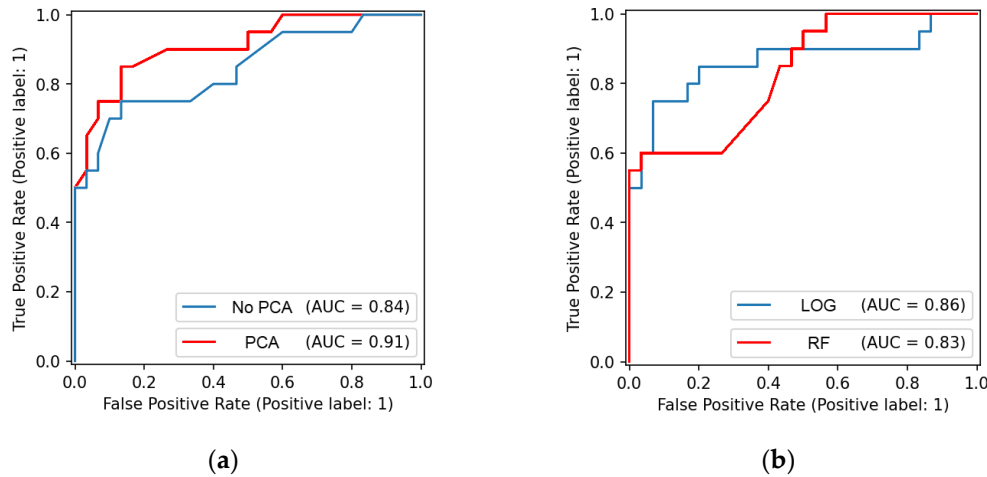 1.0
0.8
0.6
0.4
0.2
0.0
True Positive Rate (Positive label: 1)
No PCA (AUC = 0.84)
PCA (AUC = 0.91)
0.0 0.2 0.4 0.6 0.8 1.0
False Positive Rate (Positive label: 1)
(a)
1.0
0.8
0.6
0.4
0.2
0.0
True Positive Rate (Positive label: 1)
LOG (AUC = 0.86)
RF (AUC = 0.83)
0.0 0.2 0.4 0.6 0.8 1.0
False Positive Rate (Positive label: 1)
(b)